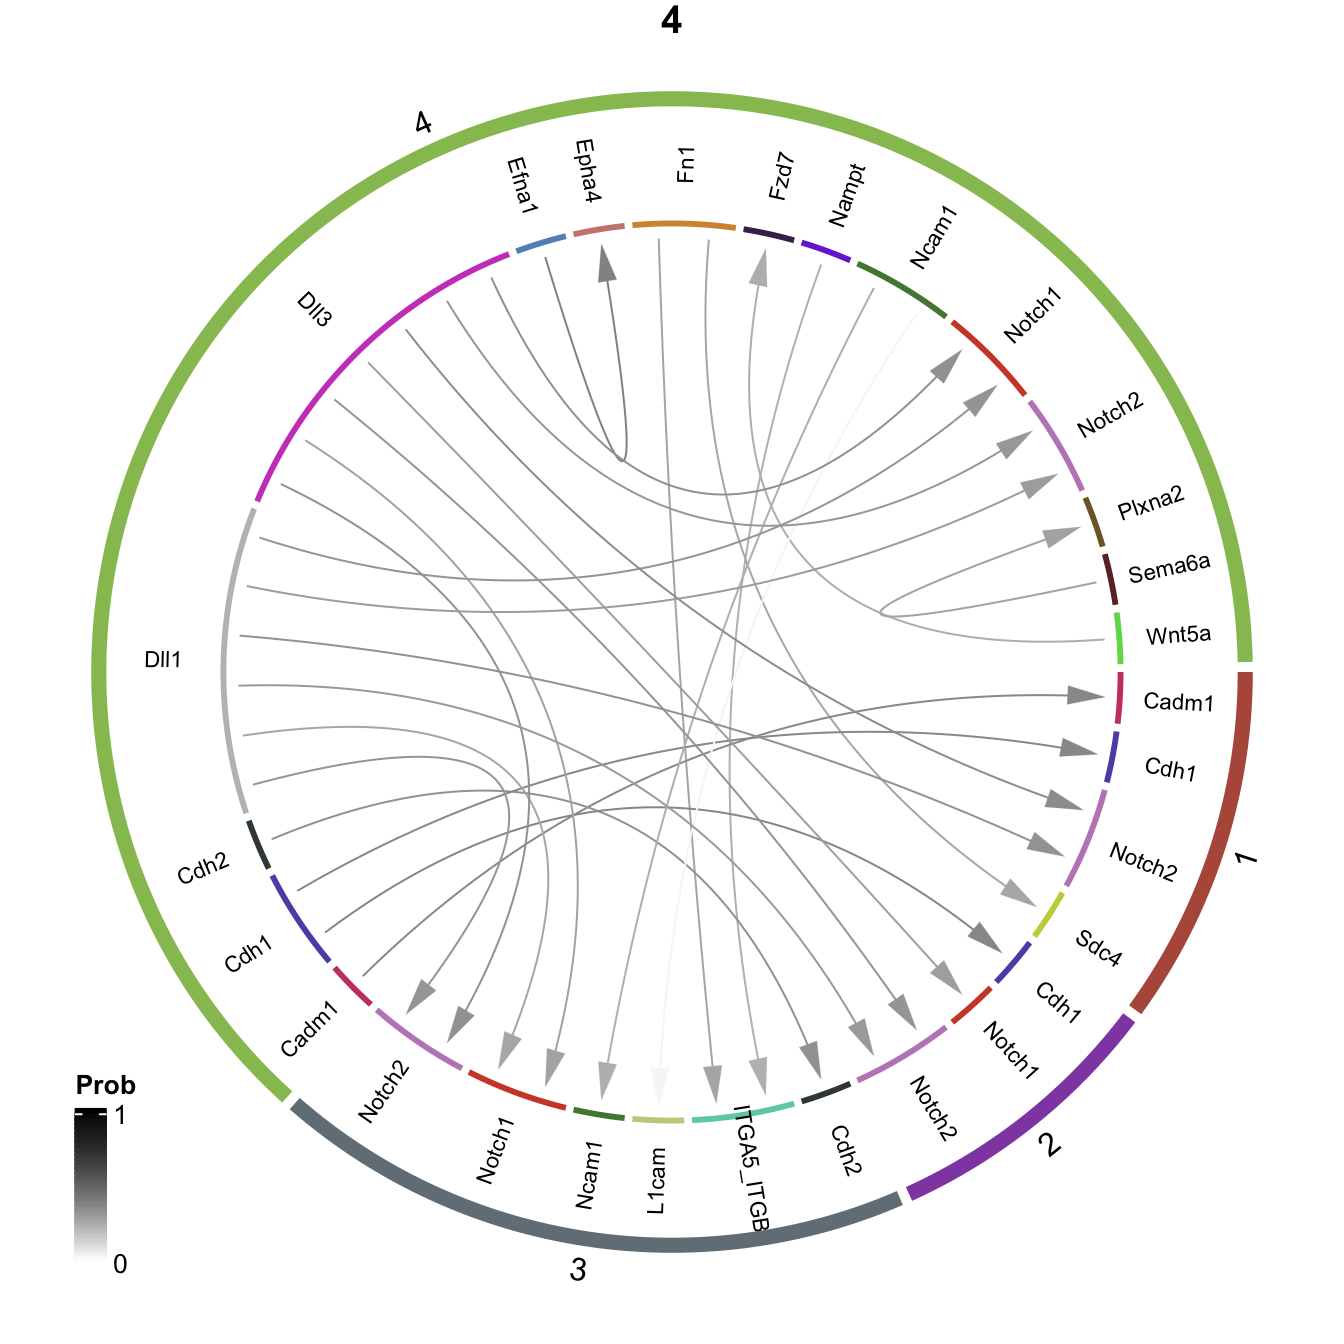 4
4
Efna1
Epha4
Fn1
Fzd7
Nampt
Ncam1
Notch1
Notch2
Plxna2
Sema6a
Wnt5a
Cadm1
Cdh1
Notch2
Sdc4
1
Cdh1
Notch1
Notch2
2
Cdh2
ITGA5_ITGB
L1cam
Ncam1
Notch1
Notch2
3
Cadm1
Cdh1
Cdh2
Dll1
Dll3
Prob
1
0